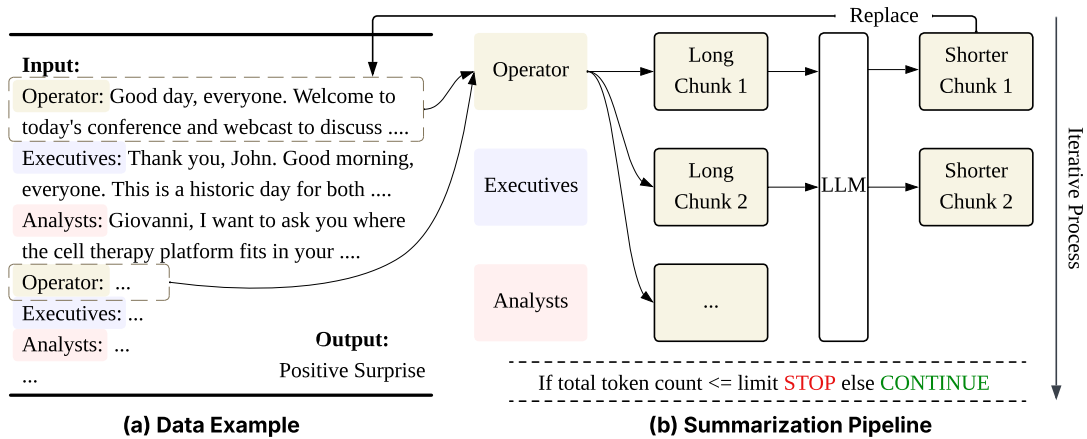 Replace
Input:
Operator: Good day, everyone. Welcome to
today's conference and webcast to discuss ....
Executives: Thank you, John. Good morning,
everyone. This is a historic day for both ....
Analysts: Giovanni, I want to ask you where
the cell therapy platform fits in your ....
Operator: ...
Executives: ...
Analysts: ...
...
Output:
Positive Surprise
(a) Data Example
Operator
Executives
Analysts
Long
Chunk 1
Long
Chunk 2
...
LLM
Shorter
Chunk 1
Shorter
Chunk 2
Iterative Process
If total token count <= limit STOP else CONTINUE
(b) Summarization Pipeline